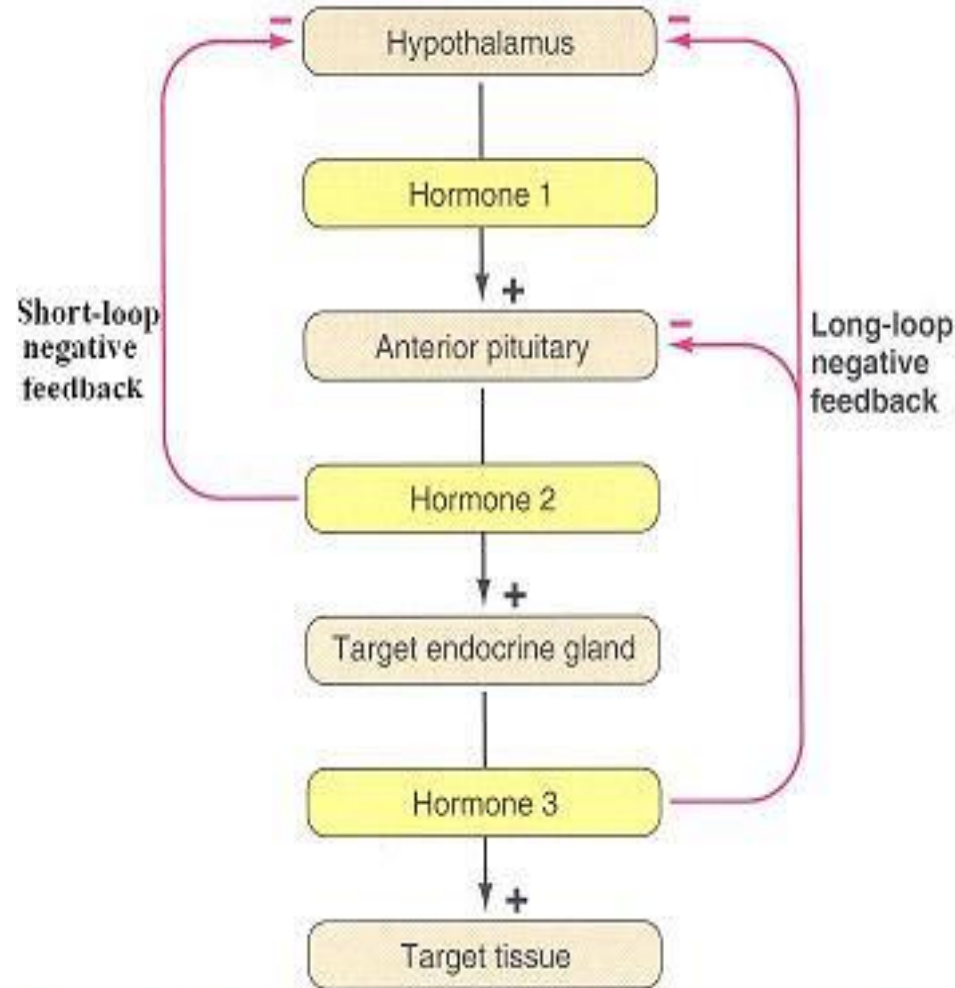 -
-
Hypothalamus
Hormone 1
+
Short-loop
negative
feedback
-
Anterior pituitary
Long-loop
negative
feedback
Hormone 2
+
Target endocrine gland
Hormone 3
+
Target tissue